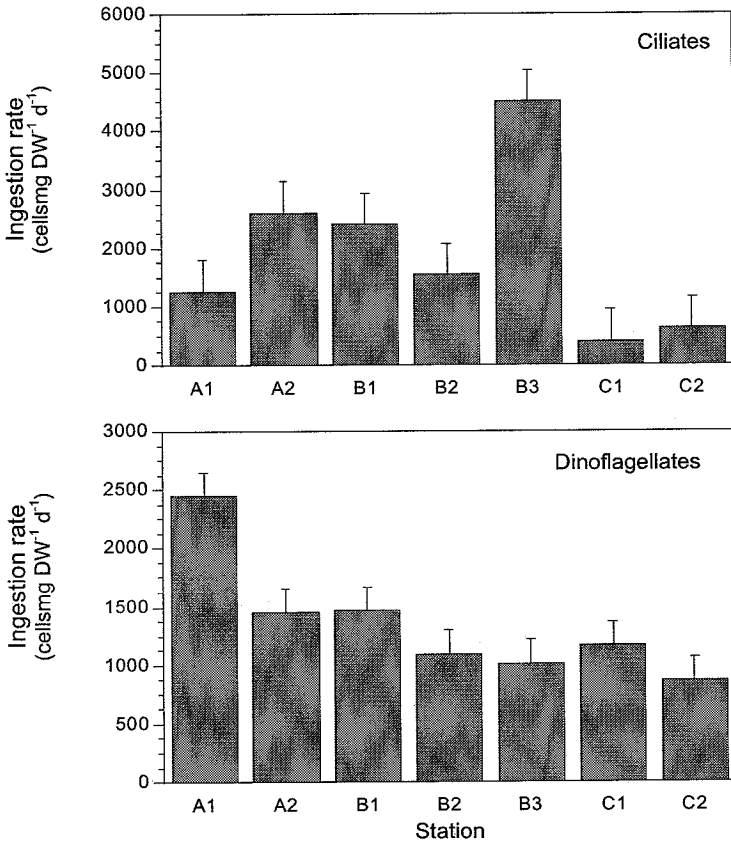 6000
Ciliates
5000
4000
3000
2000
1000
0
Ingestion rate
(cellsmg DW⁻¹ d⁻¹)
A1 A2 B1 B2 B3 C1 C2
3000
Dinoflagellates
2500
2000
1500
1000
500
0
Ingestion rate
(cellsmg DW⁻¹ d⁻¹)
A1 A2 B1 B2 B3 C1 C2
Station